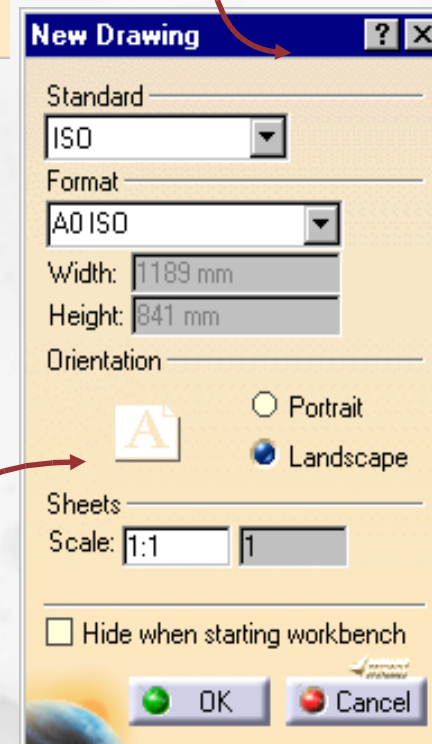 New Drawing ? X
Standard
ISO
Format
A0 ISO
Width: 1189 mm
Height: 841 mm
Orientation
A
Portrait
Landscape
Sheets
Scale: 1:1 1
Hide when starting workbench
OK Cancel